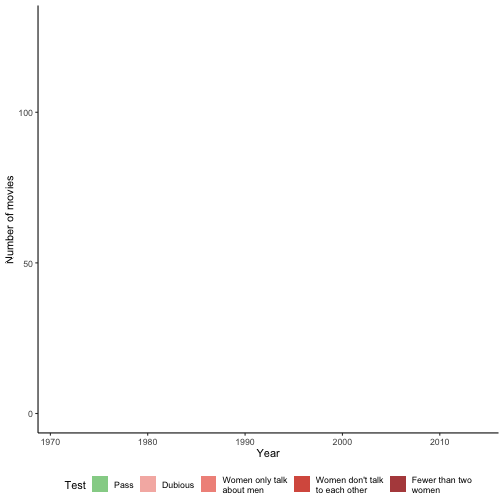 100
Number of movies
50
0
1970 1980 1990 2000 2010
Year
Test Pass Dubious Women only talk
about men Women don't talk
to each other Fewer than two
women